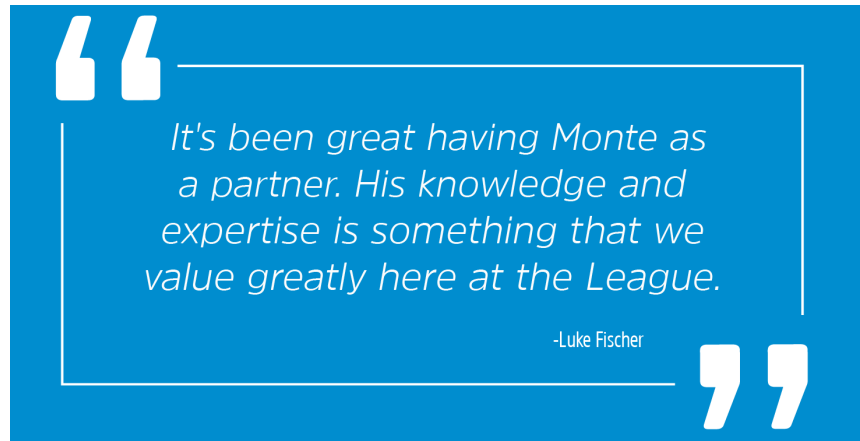 “
It's been great having Monte as
a partner. His knowledge and
expertise is something that we
value greatly here at the League.
-Luke Fischer
”